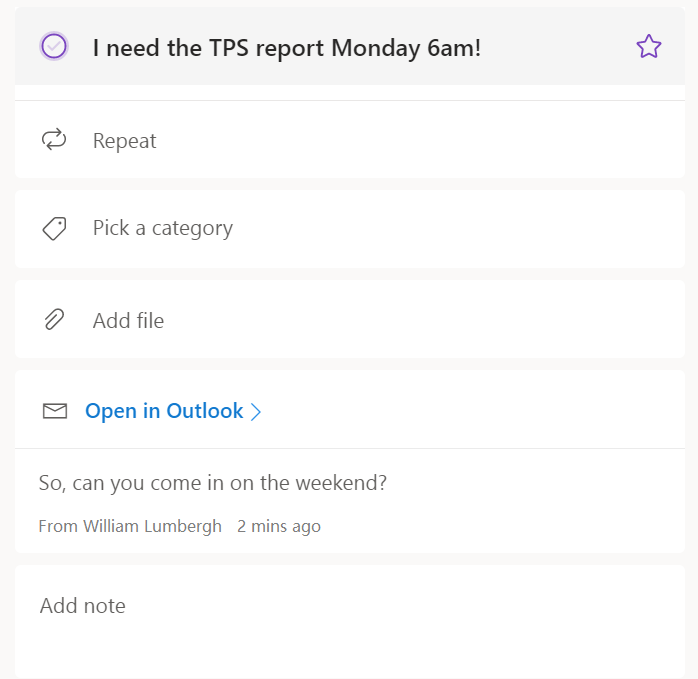 I need the TPS report Monday 6am!
Repeat
Pick a category
Add file
Open in Outlook
So, can you come in on the weekend?
From William Lumbergh 2 mins ago
Add note